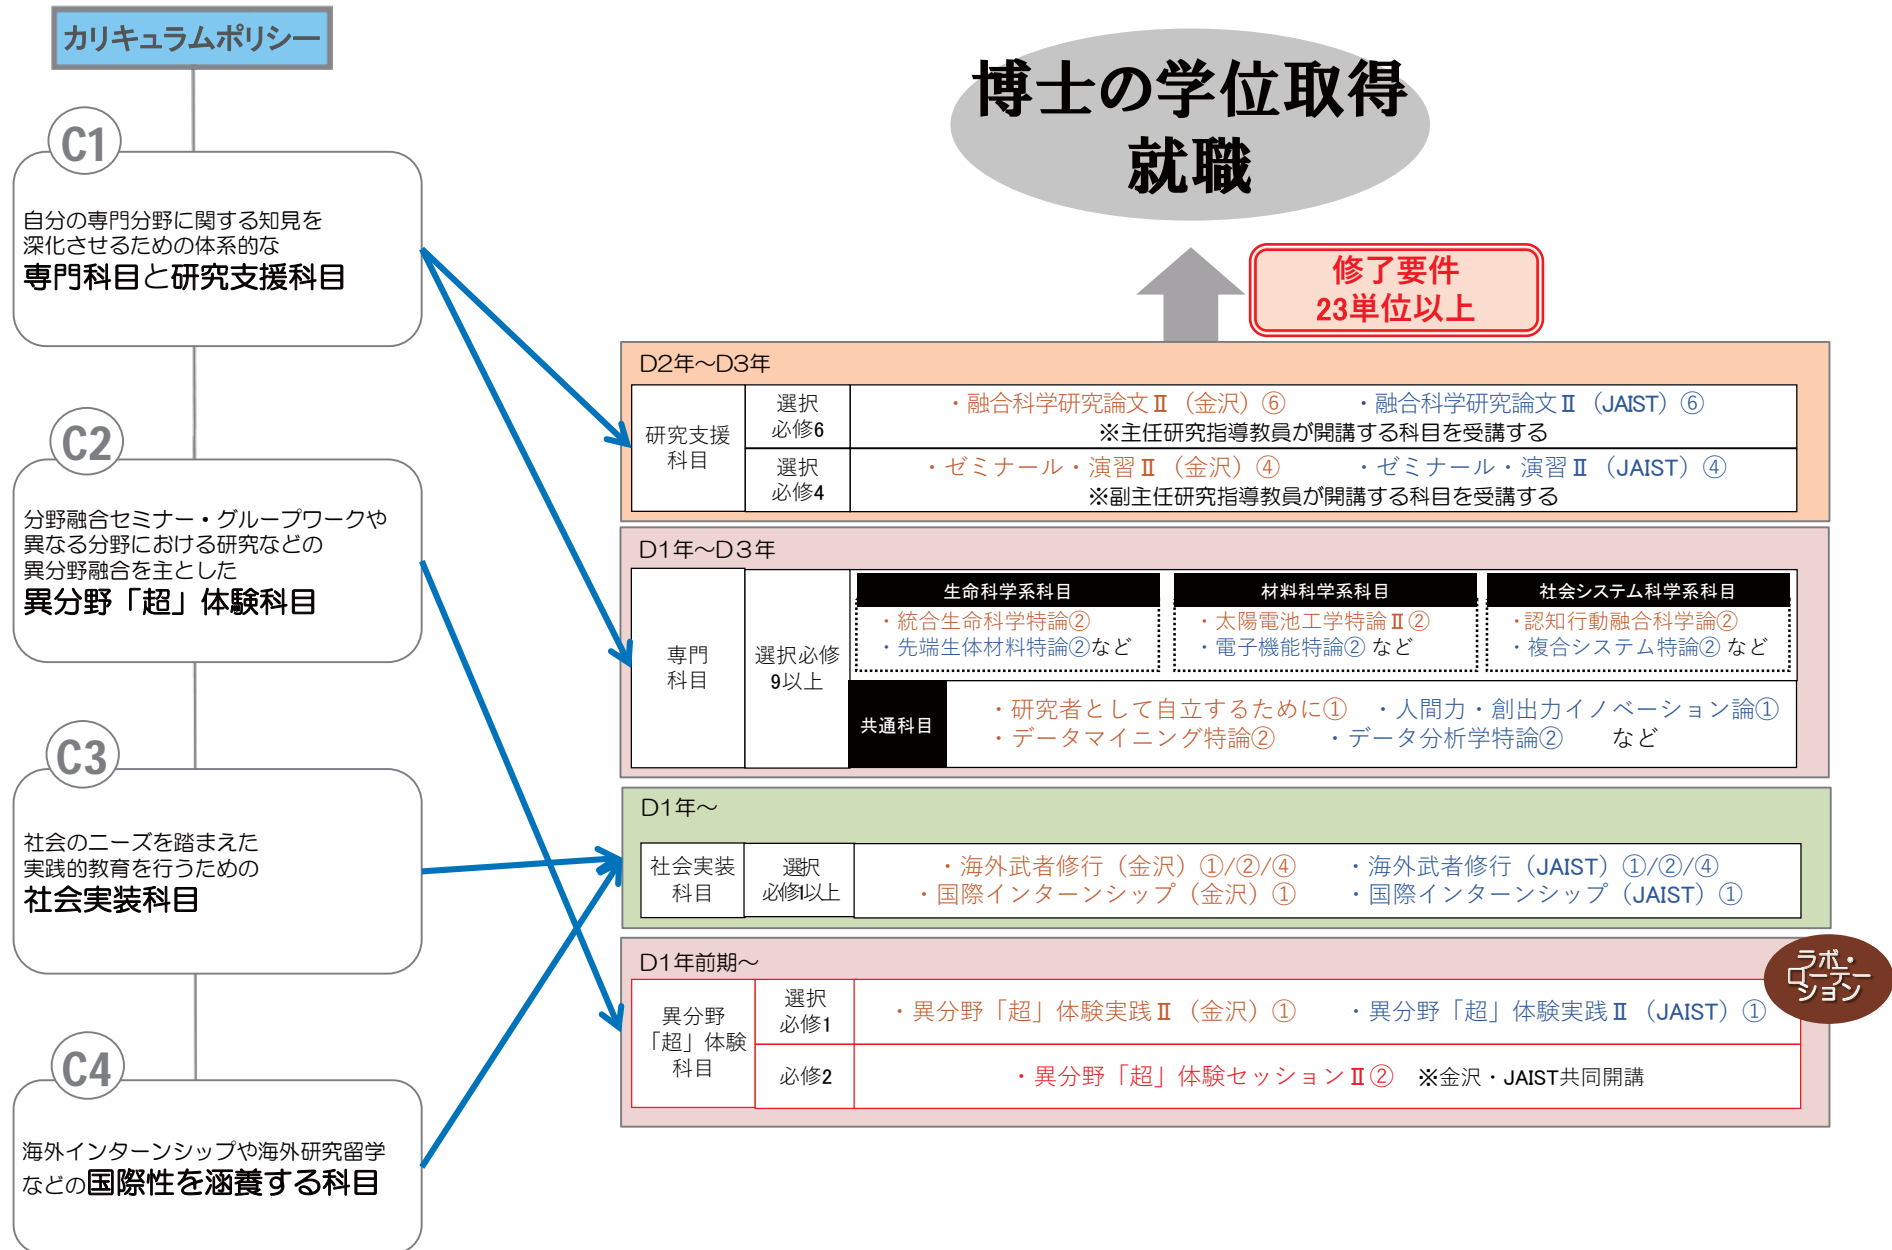 カリキュラムポリシー
C1
自分の専門分野に関する知見を
深化させるための体系的な
専門科目と研究支援科目
C2
分野融合セミナー・グループワークや
異なる分野における研究などの
異分野融合を主とした
異分野「超」体験科目
C3
社会のニーズを踏まえた
実践的教育を行うための
社会実装科目
C4
海外インターンシップや海外研究留学
などの国際性を涵養する科目
博士の学位取得
就職
修了要件
23単位以上
D2年～D3年
研究支援
科目
選択
必修6
・融合科学研究論文Ⅱ（金沢）⑥ ・融合科学研究論文Ⅱ（JAIST）⑥
※主任研究指導教員が開講する科目を受講する
選択
必修4
・ゼミナール・演習Ⅱ（金沢）④ ・ゼミナール・演習Ⅱ（JAIST）④
※副主任研究指導教員が開講する科目を受講する
D1年～D３年
専門
科目
選択必修
9以上
生命科学系科目
・統合生命科学特論②
・先端生体材料特論②など
材料科学系科目
・太陽電池工学特論Ⅱ②
・電子機能特論② など
社会システム科学系科目
・認知行動融合科学論②
・複合システム特論② など
共通科目
・研究者として自立するために① ・人間力・創出力イノベーション論①
・データマイニング特論② ・データ分析学特論② など
D1年～
社会実装
科目
選択
必修1以上
・海外武者修行（金沢）①/②/④ ・海外武者修行（JAIST）①/②/④
・国際インターンシップ（金沢）① ・国際インターンシップ（JAIST）①
D1年前期～
ラボ・
ローテー
ション
異分野
「超」体験
科目
選択
必修1
・異分野「超」体験実践Ⅱ（金沢）① ・異分野「超」体験実践Ⅱ（JAIST）①
必修2
・異分野「超」体験セッションⅡ② ※金沢・JAIST共同開講